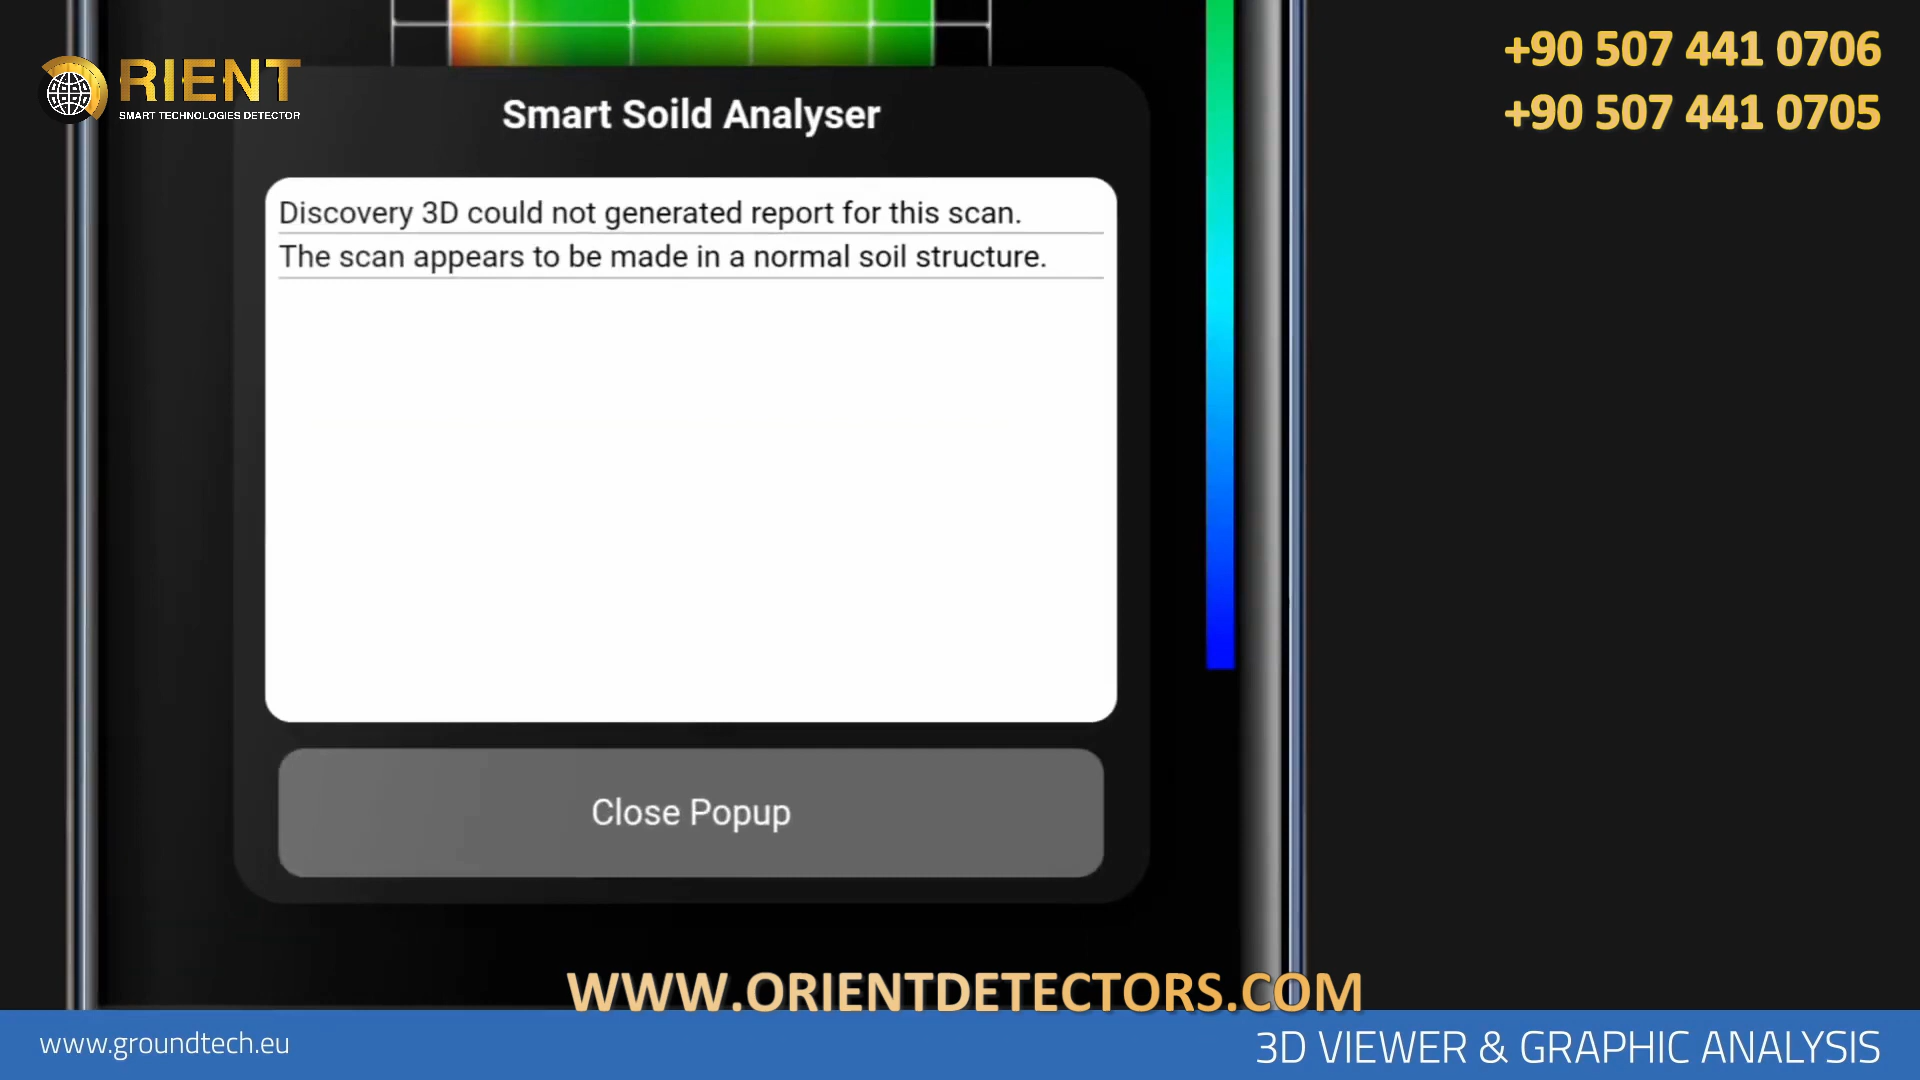 ORIENT
SMART TECHNOLOGIES DETECTOR
+90 507 441 0706
+90 507 441 0705
Smart Soild Analyser
Discovery 3D could not generated report for this scan.
The scan appears to be made in a normal soil structure.
Close Popup
WWW.ORIENTDETECTORS.COM
www.groundtech.eu
3D VIEWER & GRAPHIC ANALYSIS